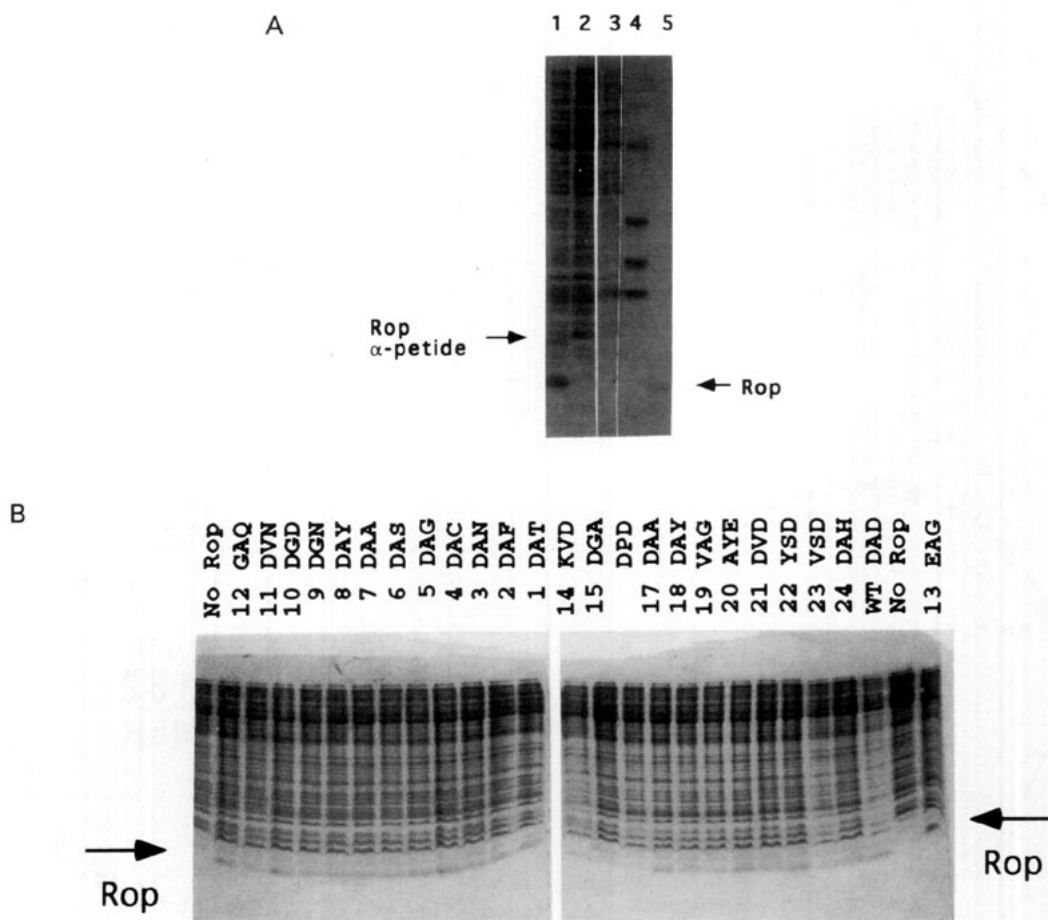 A
1 2 3 4 5
Rop
α-petide
Rop
B
No Rop
12 GAQ
11 DVN
10 DGD
9 DGN
8 DAY
7 DAA
6 DAS
5 DAG
4 DAC
3 DAN
2 DAF
1 DAT
14 KVD
15 DGA
DPD
17 DAA
18 DAY
19 VAG
20 AYE
21 DVD
22 YSD
23 VSD
24 DAH
WT DAD
No Rop
13 EAG
Rop
Rop